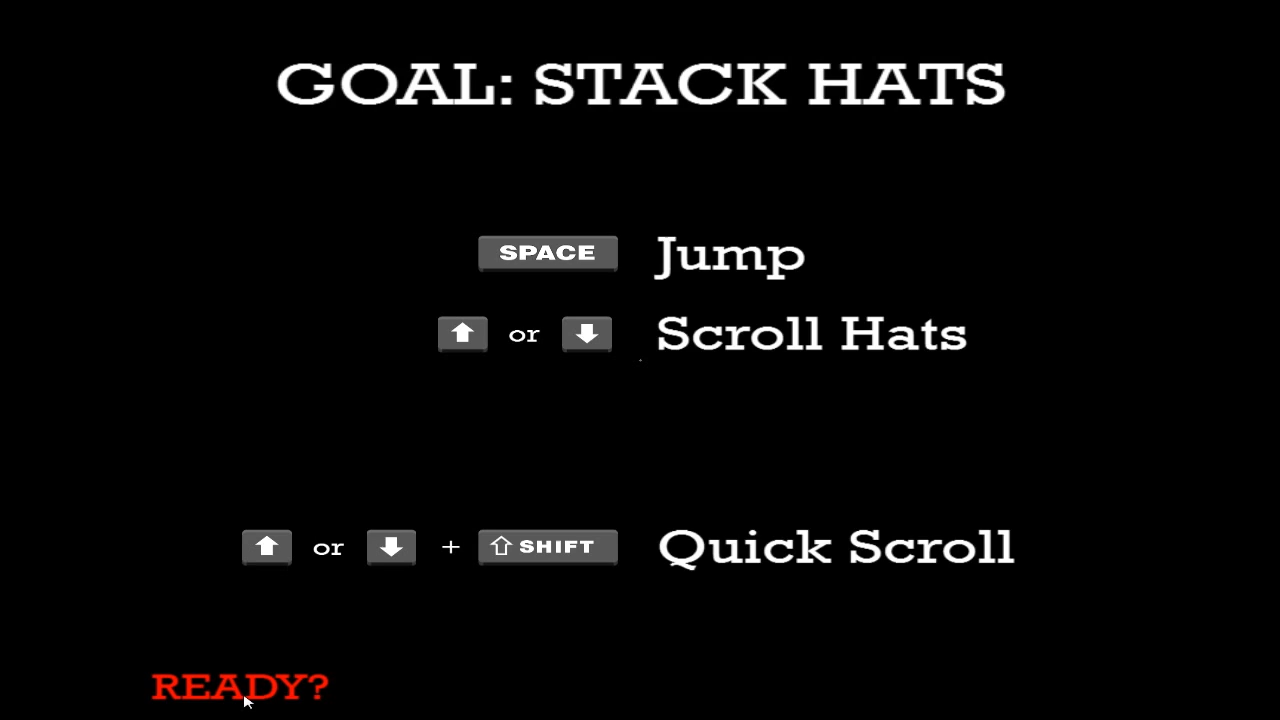 GOAL: STACK HATS
SPACE Jump
or Scroll Hats
or + SHIFT Quick Scroll
READY?